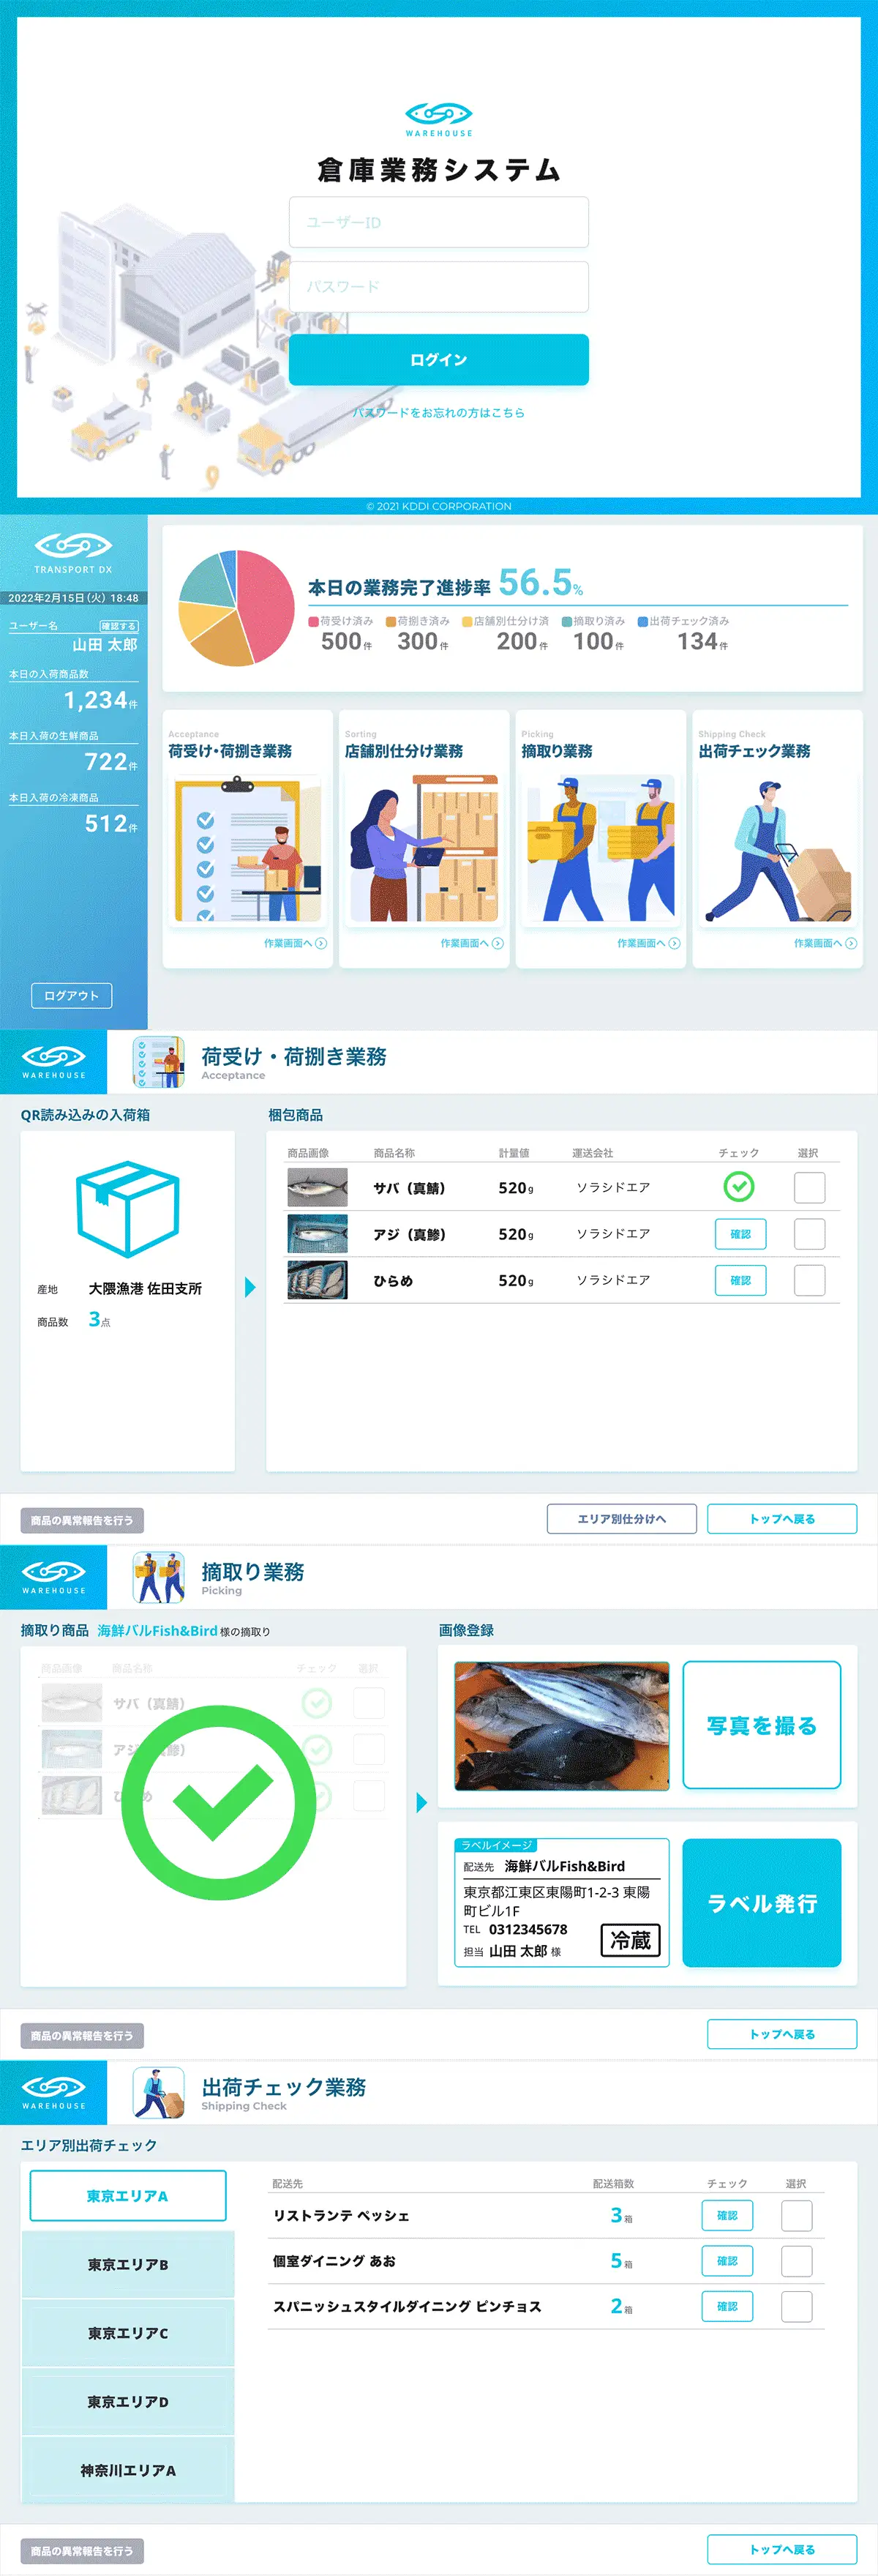 WAREHOUSE
倉庫業務システム
ユーザーID
パスワード
ログイン
パスワードをお忘れの方はこちら
© 2021 KDDI CORPORATION
TRANSPORT DX
2022年2月15日(火) 18:48
ユーザー名 確認する
山田 太郎
本日の入荷商品数
1,234件
本日入荷の生鮮商品
722件
本日入荷の冷凍商品
512件
ログアウト
本日の業務完了進捗率 56.5%
荷受け済み 荷捌き済み 店舗別仕分け済 摘取り済み 出荷チェック済み
500件 300件 200件 100件 134件
Acceptance
荷受け・荷捌き業務
作業画面へ
Sorting
店舗別仕分け業務
作業画面へ
Picking
摘取り業務
作業画面へ
Shipping Check
出荷チェック業務
作業画面へ
WAREHOUSE
荷受け・荷捌き業務
Acceptance
QR読み込みの入荷箱
産地 大隈漁港 佐田支所
商品数 3点
梱包商品
商品画像 商品名称 計量値 運送会社 チェック 選択
サバ（真鯖） 520g ソラシドエア
アジ（真鯵） 520g ソラシドエア 確認
ひらめ 520g ソラシドエア 確認
商品の異常報告を行う エリア別仕分けへ トップへ戻る
WAREHOUSE
摘取り業務
Picking
摘取り商品 海鮮バルFish&Bird様の摘取り
商品画像 商品名称 チェック 選択
サバ（真鯖）
アジ 鯵）
ひ め
画像登録
写真を撮る
ラベルイメージ
配送先 海鮮バルFish&Bird
東京都江東区東陽町1-2-3 東陽
町ビル1F
TEL 0312345678
担当 山田 太郎 様
冷蔵
ラベル発行
商品の異常報告を行う トップへ戻る
WAREHOUSE
出荷チェック業務
Shipping Check
エリア別出荷チェック
東京エリアA
東京エリアB
東京エリアC
東京エリアD
神奈川エリアA
配送先 配送箱数 チェック 選択
リストランテ ペッシェ 3箱 確認
個室ダイニング あお 5箱 確認
スパニッシュスタイルダイニング ピンチョス 2箱 確認
商品の異常報告を行う トップへ戻る